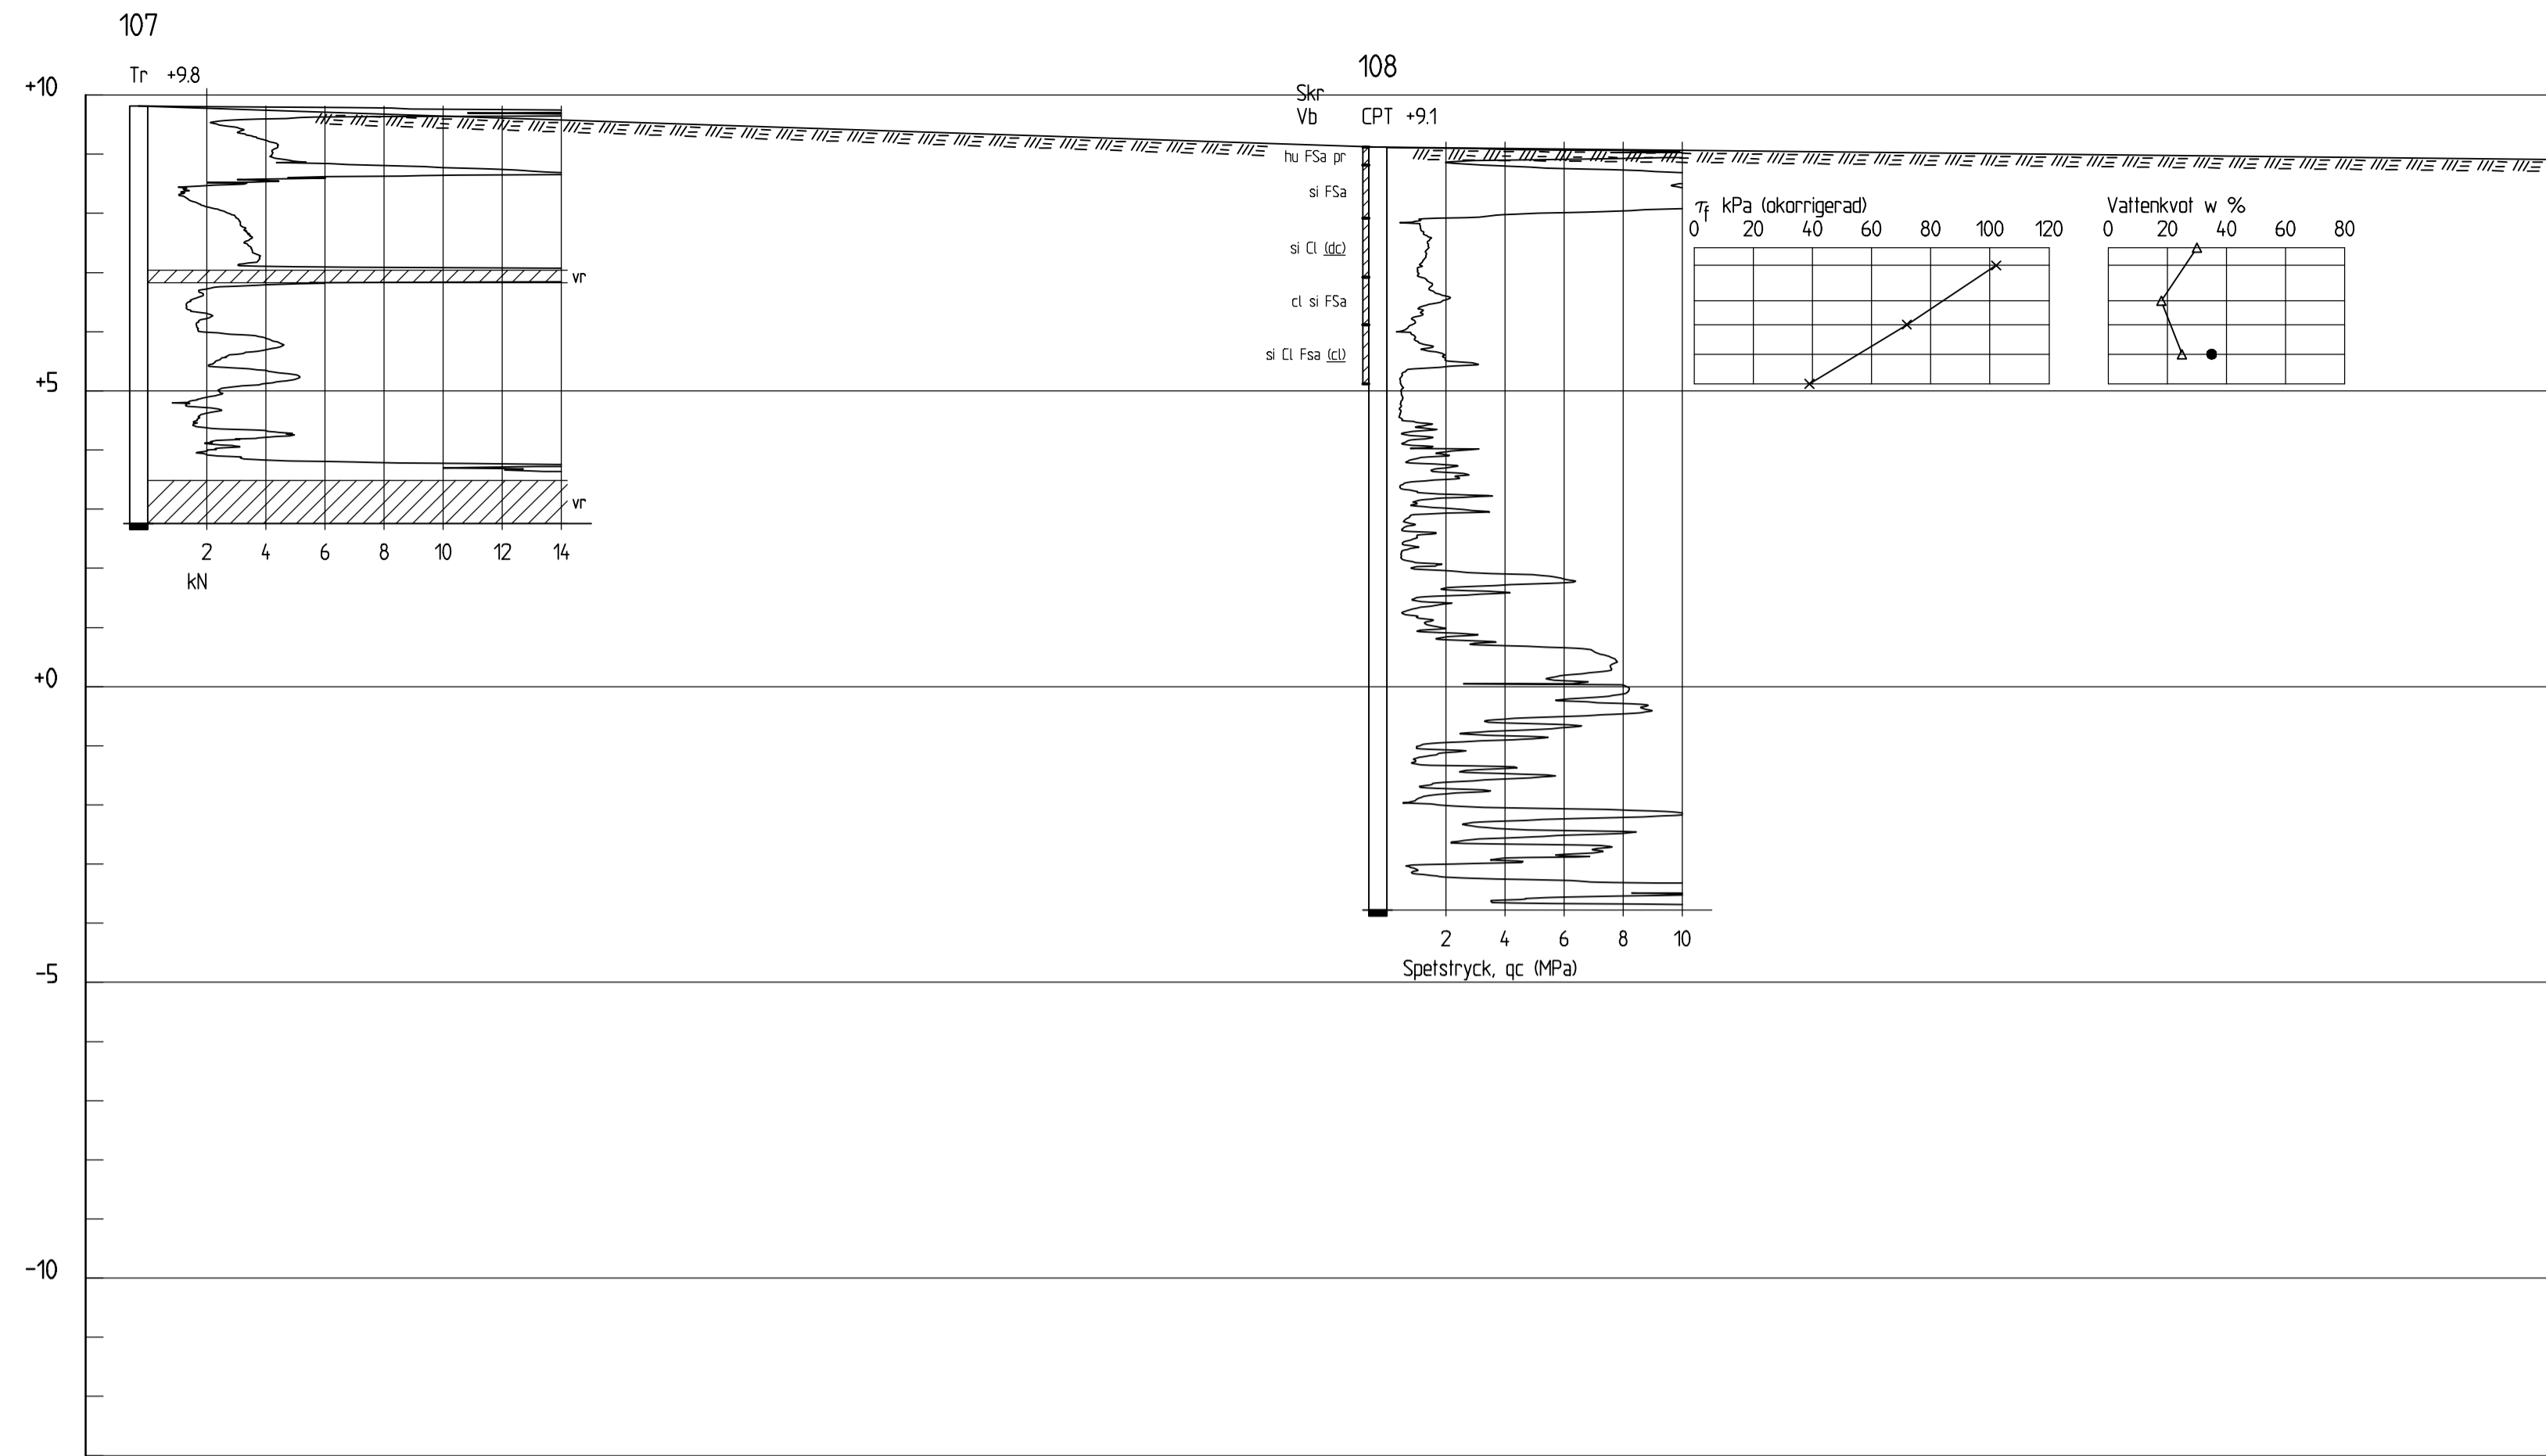 107
Tr +9.8
108
Skr
Vb CPT +9.1
+10
hu FSa pr
si FSa
si Cl (dc)
cl si FSa
si Cl Fsa (cl)
τf kPa (okorrigerad)
0 20 40 60 80 100 120
Vattenkvot w %
0 20 40 60 80
vr
+5
vr
2 4 6 8 10 12 14
kN
+0
2 4 6 8 10
Spetstryck, qc (MPa)
-5
-10